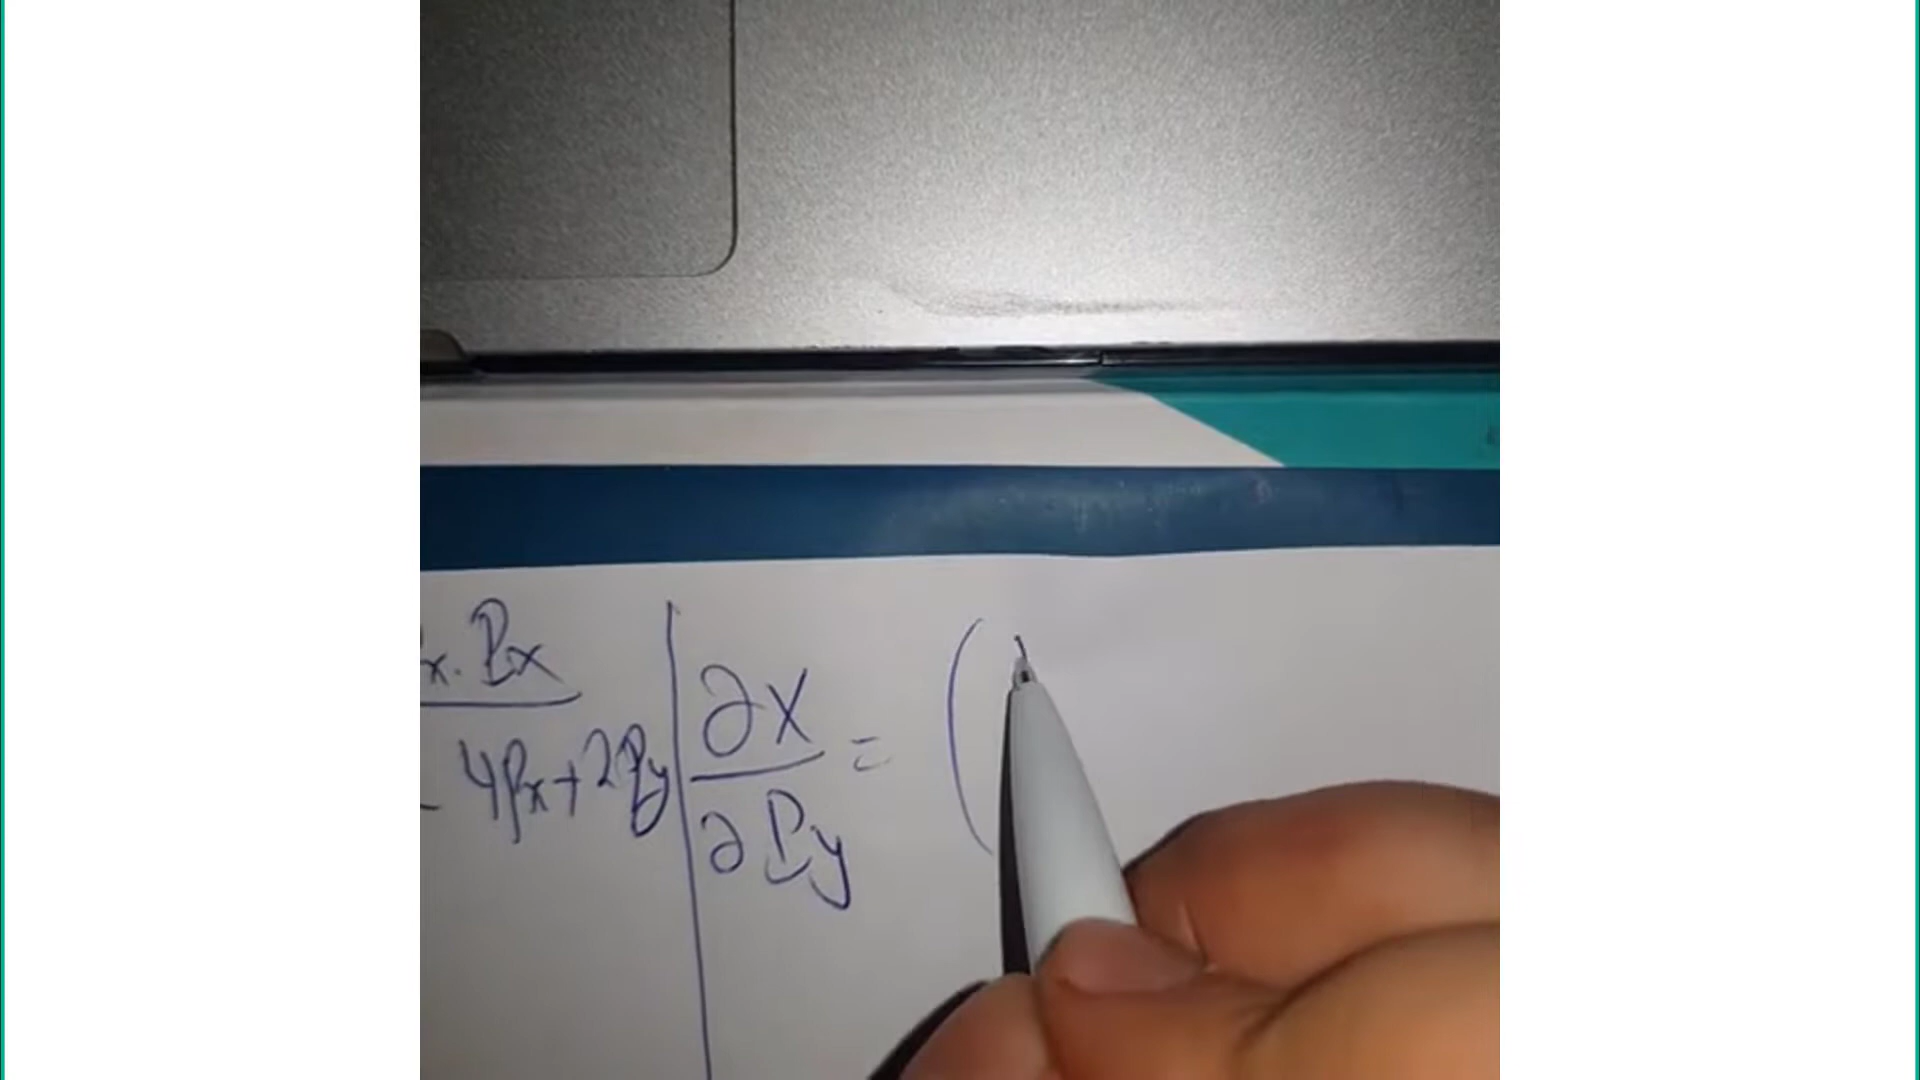 x. Px
4Px+2Py
∂X
=
(
∂Py